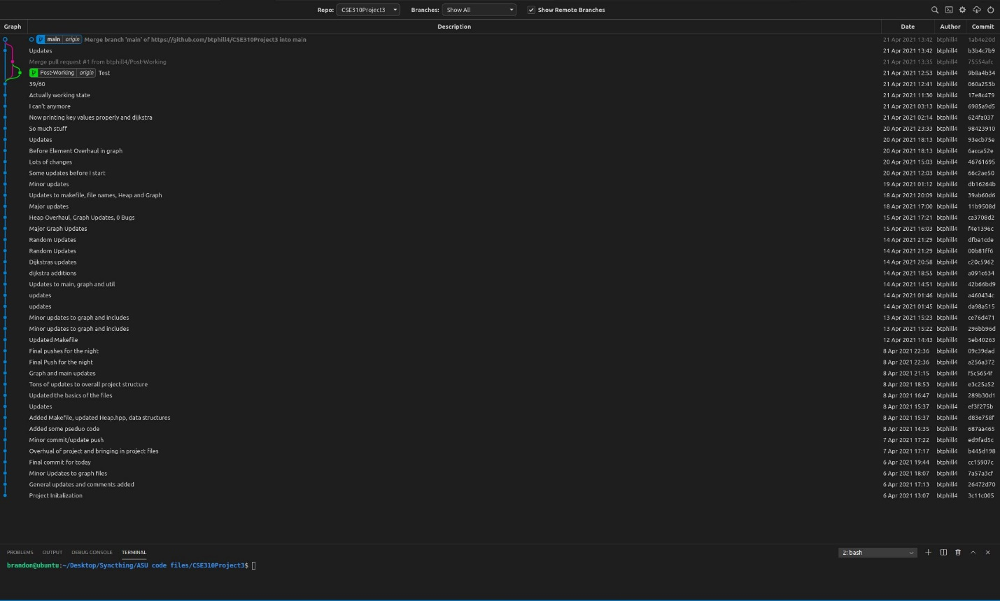 Repo: CSE310Project3 Branches: Show All Show Remote Branches
Graph Description Date Author Commit
main origin Merge branch 'main' of https://github.com/btphill4/CSE310Project3 into main 21 Apr 2021 13:42 btphill4 1ab4e20d
Updates 21 Apr 2021 13:42 btphill4 b3b4c7b9
Merge pull request #1 from btphill4/Post-Working 21 Apr 2021 13:35 btphill4 75554afc
Post-Working origin Test 21 Apr 2021 12:53 btphill4 9b8a4b34
39/60 21 Apr 2021 12:41 btphill4 060a253b
Actually working state 21 Apr 2021 11:30 btphill4 17e8c479
I can't anymore 21 Apr 2021 03:13 btphill4 6985a9d5
Now printing key values properly and dijkstra 21 Apr 2021 02:14 btphill4 624fa037
So much stuff 20 Apr 2021 23:33 btphill4 98423910
Updates 20 Apr 2021 18:13 btphill4 93ecb75e
Before Element Overhaul in graph 20 Apr 2021 18:13 btphill4 6acca52e
Lots of changes 20 Apr 2021 15:03 btphill4 46761695
Some updates before I start 20 Apr 2021 12:03 btphill4 66c2ae50
Minor updates 19 Apr 2021 01:12 btphill4 db16264b
Updates to makefile, file names, Heap and Graph 18 Apr 2021 20:09 btphill4 39ab60d6
Major updates 18 Apr 2021 17:00 btphill4 11b9508d
Heap Overhaul, Graph Updates, 0 Bugs 15 Apr 2021 17:21 btphill4 ca3708d2
Major Graph Updates 15 Apr 2021 16:03 btphill4 f4e1396c
Random Updates 14 Apr 2021 21:29 btphill4 dfba1cde
Random Updates 14 Apr 2021 21:29 btphill4 00b81ff6
Dijkstras updates 14 Apr 2021 20:58 btphill4 c20c5962
dijkstra additions 14 Apr 2021 18:55 btphill4 a091c634
Updates to main, graph and util 14 Apr 2021 14:51 btphill4 42b66bd9
updates 14 Apr 2021 01:46 btphill4 a460434c
updates 14 Apr 2021 01:45 btphill4 da98a515
Minor updates to graph and includes 13 Apr 2021 15:23 btphill4 ce76d471
Minor updates to graph and includes 13 Apr 2021 15:22 btphill4 296bb96d
Updated Makefile 12 Apr 2021 14:43 btphill4 5eb40263
Final pushes for the night 8 Apr 2021 22:36 btphill4 09c39dad
Final Push for the night 8 Apr 2021 22:36 btphill4 a256a372
Graph and main updates 8 Apr 2021 21:15 btphill4 f5c5654f
Tons of updates to overall project structure 8 Apr 2021 18:53 btphill4 e3c25a52
Updated the basics of the files 8 Apr 2021 16:47 btphill4 289b30d1
Updates 8 Apr 2021 15:37 btphill4 ef3f275b
Added Makefile, updated Heap.hpp, data structures 8 Apr 2021 15:37 btphill4 d83e758f
Added some pseduo code 8 Apr 2021 14:35 btphill4 687aa465
Minor commit/update push 7 Apr 2021 17:22 btphill4 ed9fad5c
Overhual of project and bringing in project files 7 Apr 2021 17:17 btphill4 b445d198
Final commit for today 6 Apr 2021 19:44 btphill4 cc15907c
Minor Updates to graph files 6 Apr 2021 18:07 btphill4 7a57a3cf
General updates and comments added 6 Apr 2021 17:13 btphill4 26472d70
Project Initalization 6 Apr 2021 13:07 btphill4 3c11c005
PROBLEMS OUTPUT DEBUG CONSOLE TERMINAL 2: bash
brandon@ubuntu:~/Desktop/Syncthing/ASU code files/CSE310Project3$